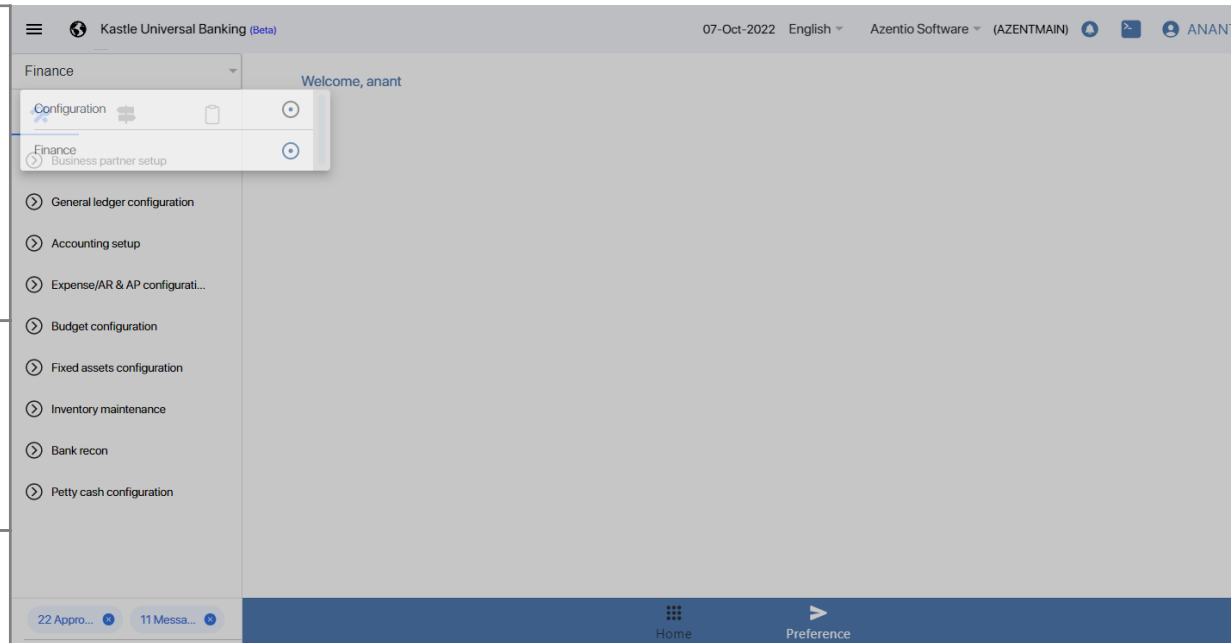 Kastle Universal Banking (Beta) 07-Oct-2022 English Azentio Software (AZENTMAIN) ANANT
Finance
Welcome, anant
Configuration
Finance
Business partner setup
General ledger configuration
Accounting setup
Expense/AR & AP configurati...
Budget configuration
Fixed assets configuration
Inventory maintenance
Bank recon
Petty cash configuration
22 Appro... 11 Messa...
Home Preference